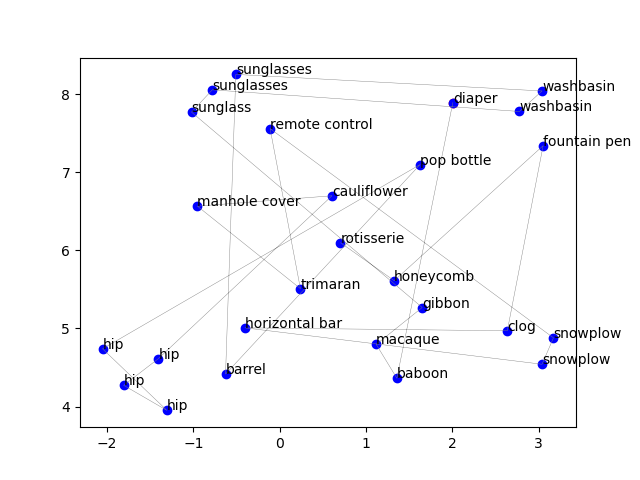 sunglasses
sunglasses
washbasin
washbasin
diaper
sunglass
remote control
fountain pen
pop bottle
manhole cover
cauliflower
rotisserie
honeycomb
trimaran
gibbon
horizontal bar
clog
snowplow
macaque
hip
hip
snowplow
barrel
baboon
hip
hip
8
7
6
5
4
−2 −1 0 1 2 3